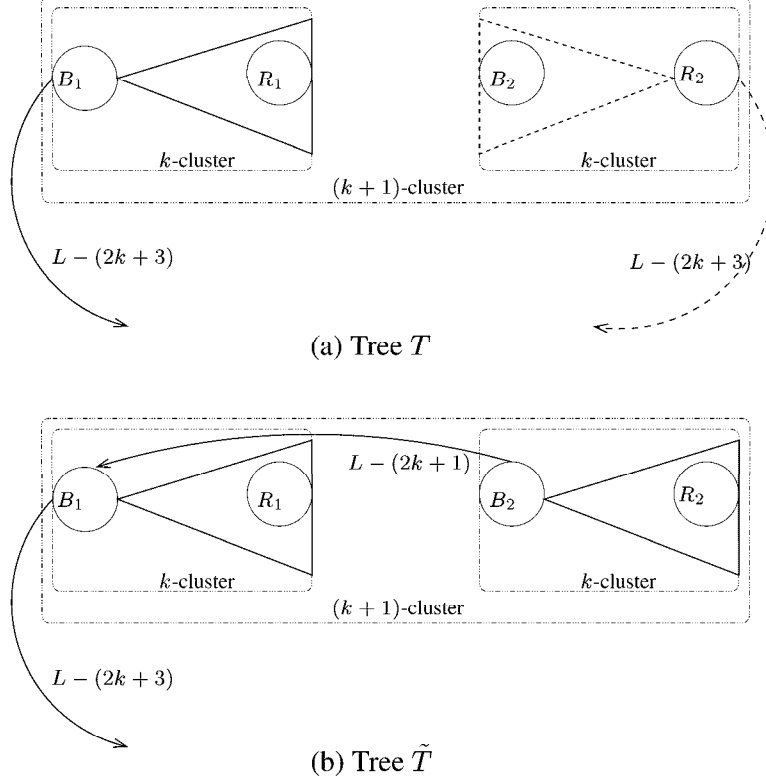 B₁ R₁ B₂ R₂
k-cluster k-cluster
(k + 1)-cluster
L − (2k + 3) L − (2k + 3)
(a) Tree T
L − (2k + 1)
B₁ R₁ B₂ R₂
k-cluster k-cluster
(k + 1)-cluster
L − (2k + 3)
(b) Tree T̃